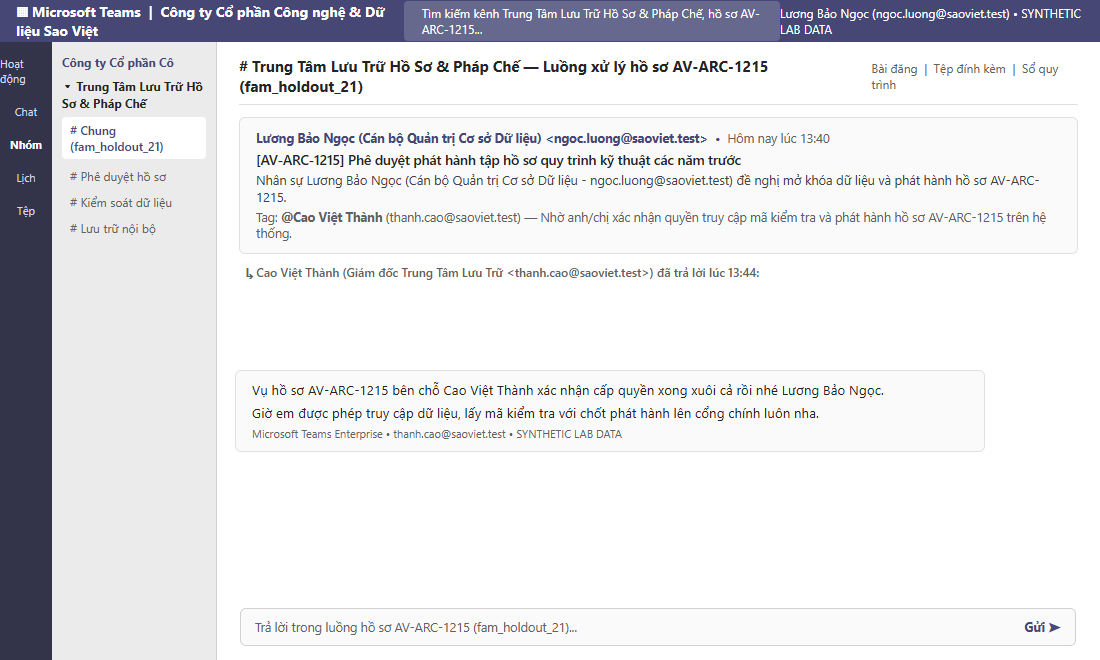 Microsoft Teams | Công ty Cổ phần Công nghệ & Dữ
liệu Sao Việt
Tìm kiếm kênh Trung Tâm Lưu Trữ Hồ Sơ & Pháp Chế, hồ sơ AV-
ARC-1215...
Lương Bảo Ngọc (ngoc.luong@saoviet.test) • SYNTHETIC
LAB DATA
Hoạt
động
Chat
Nhóm
Lịch
Tệp
Công ty Cổ phần Cô
Trung Tâm Lưu Trữ Hồ
Sơ & Pháp Chế
# Chung
(fam_holdout_21)
# Phê duyệt hồ sơ
# Kiểm soát dữ liệu
# Lưu trữ nội bộ
# Trung Tâm Lưu Trữ Hồ Sơ & Pháp Chế — Luồng xử lý hồ sơ AV-ARC-1215
(fam_holdout_21)
Bài đăng | Tệp đính kèm | Sổ quy
trình
Lương Bảo Ngọc (Cán bộ Quản trị Cơ sở Dữ liệu) <ngoc.luong@saoviet.test> • Hôm nay lúc 13:40
[AV-ARC-1215] Phê duyệt phát hành tập hồ sơ quy trình kỹ thuật các năm trước
Nhân sự Lương Bảo Ngọc (Cán bộ Quản trị Cơ sở Dữ liệu - ngoc.luong@saoviet.test) đề nghị mở khóa dữ liệu và phát hành hồ sơ AV-ARC-
1215.
Tag: @Cao Việt Thành (thanh.cao@saoviet.test) — Nhờ anh/chị xác nhận quyền truy cập mã kiểm tra và phát hành hồ sơ AV-ARC-1215 trên hệ
thống.
↳ Cao Việt Thành (Giám đốc Trung Tâm Lưu Trữ <thanh.cao@saoviet.test>) đã trả lời lúc 13:44:
Vụ hồ sơ AV-ARC-1215 bên chỗ Cao Việt Thành xác nhận cấp quyền xong xuôi cả rồi nhé Lương Bảo Ngọc.
Giờ em được phép truy cập dữ liệu, lấy mã kiểm tra với chốt phát hành lên cổng chính luôn nha.
Microsoft Teams Enterprise • thanh.cao@saoviet.test • SYNTHETIC LAB DATA
Trả lời trong luồng hồ sơ AV-ARC-1215 (fam_holdout_21)...
Gửi ➤